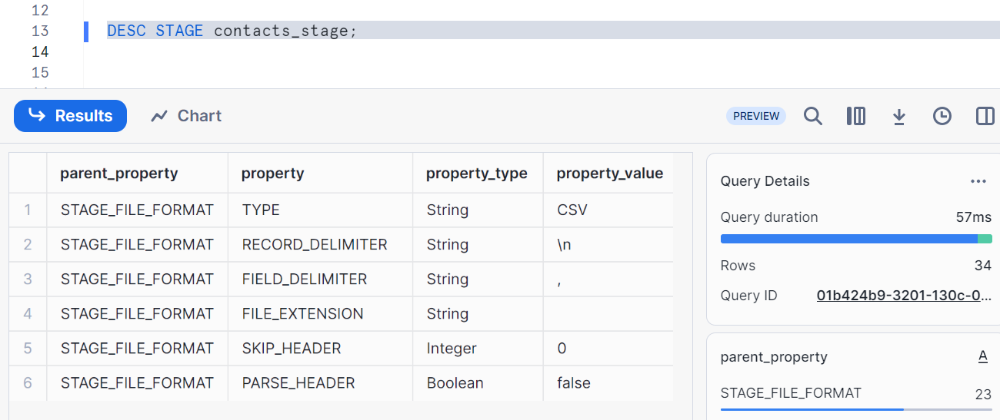 12
13 DESC STAGE contacts_stage;
14
15
Results Chart PREVIEW
parent_property property property_type property_value
1 STAGE_FILE_FORMAT TYPE String CSV
2 STAGE_FILE_FORMAT RECORD_DELIMITER String \n
3 STAGE_FILE_FORMAT FIELD_DELIMITER String ,
4 STAGE_FILE_FORMAT FILE_EXTENSION String
5 STAGE_FILE_FORMAT SKIP_HEADER Integer 0
6 STAGE_FILE_FORMAT PARSE_HEADER Boolean false
Query Details ...
Query duration 57ms
Rows 34
Query ID 01b424b9-3201-130c-0...
parent_property A
STAGE_FILE_FORMAT 23